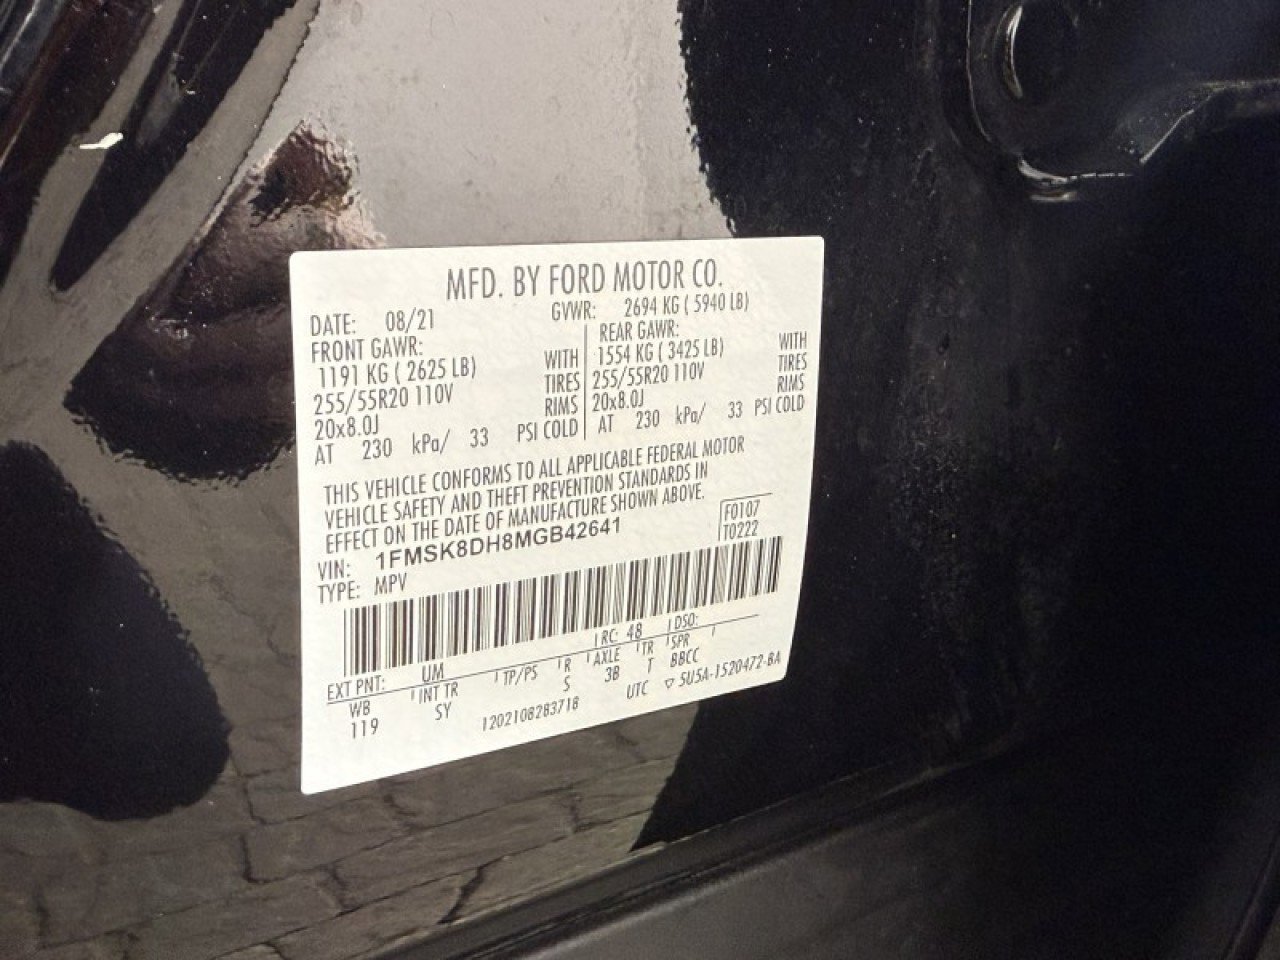 MFD. BY FORD MOTOR CO.
DATE: 08/21 GVWR: 2694 KG ( 5940 LB)
FRONT GAWR: REAR GAWR:
1191 KG ( 2625 LB) WITH 1554 KG ( 3425 LB) WITH
255/55R20 110V TIRES 255/55R20 110V TIRES
20x8.0J RIMS 20x8.0J RIMS
AT 230 kPa/ 33 PSI COLD AT 230 kPa/ 33 PSI COLD
THIS VEHICLE CONFORMS TO ALL APPLICABLE FEDERAL MOTOR
VEHICLE SAFETY AND THEFT PREVENTION STANDARDS IN
EFFECT ON THE DATE OF MANUFACTURE SHOWN ABOVE.
VIN: 1FMSK8DH8MGB42641 F0107
TYPE: MPV T0222
EXT PNT: UM RC: 48 DSO:
WB INT TR TP/PS R AXLE TR SPR
119 SY S 3B T BBCC
1202108283718 UTC ▽ 5U5A-1520472-BA